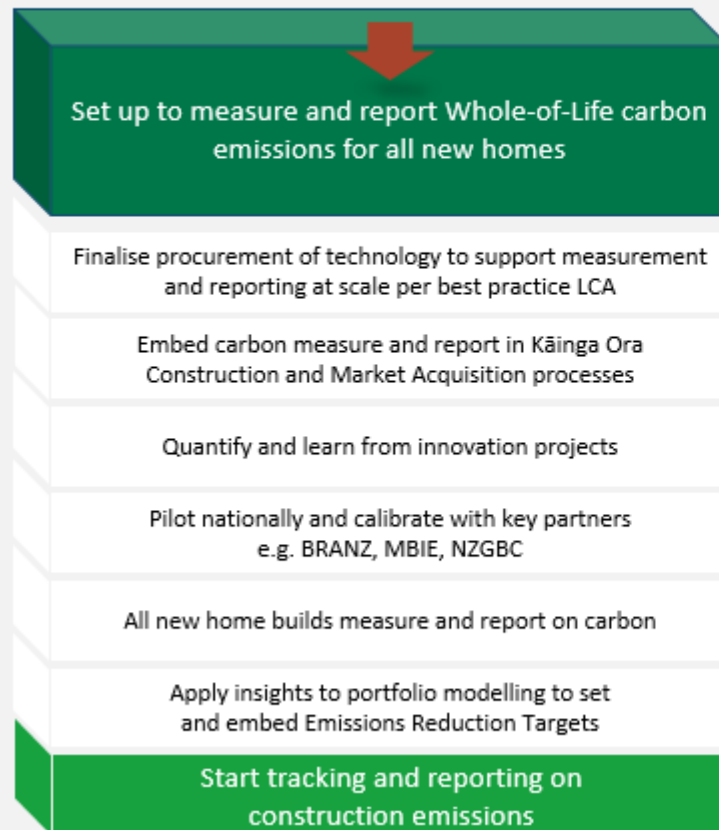 Set up to measure and report Whole-of-Life carbon
emissions for all new homes
Finalise procurement of technology to support measurement
and reporting at scale per best practice LCA
Embed carbon measure and report in Kāinga Ora
Construction and Market Acquisition processes
Quantify and learn from innovation projects
Pilot nationally and calibrate with key partners
e.g. BRANZ, MBIE, NZGBC
All new home builds measure and report on carbon
Apply insights to portfolio modelling to set
and embed Emissions Reduction Targets
Start tracking and reporting on
construction emissions